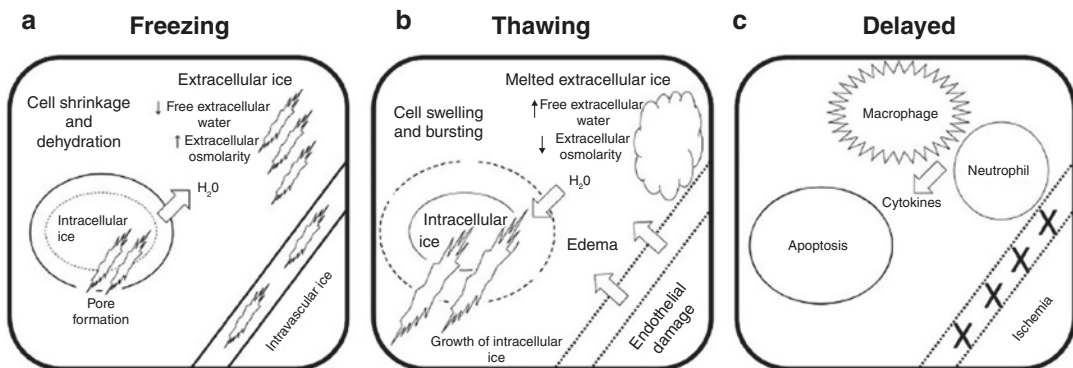 a Freezing
Extracellular ice
Cell shrinkage
and
dehydration
↓ Free extracellular
water
↑ Extracellular
osmolarity
H₂0
Intracellular
ice
Pore
formation
Intravascular ice
b Thawing
Melted extracellular ice
Cell swelling
and bursting
↑ Free extracellular
water
↓ Extracellular
osmolarity
H₂0
Intracellular
ice
Edema
Growth of intracellular
ice
Endothelial
damage
c Delayed
Macrophage
Neutrophil
Cytokines
Apoptosis
X
X
X
X
Ischemia